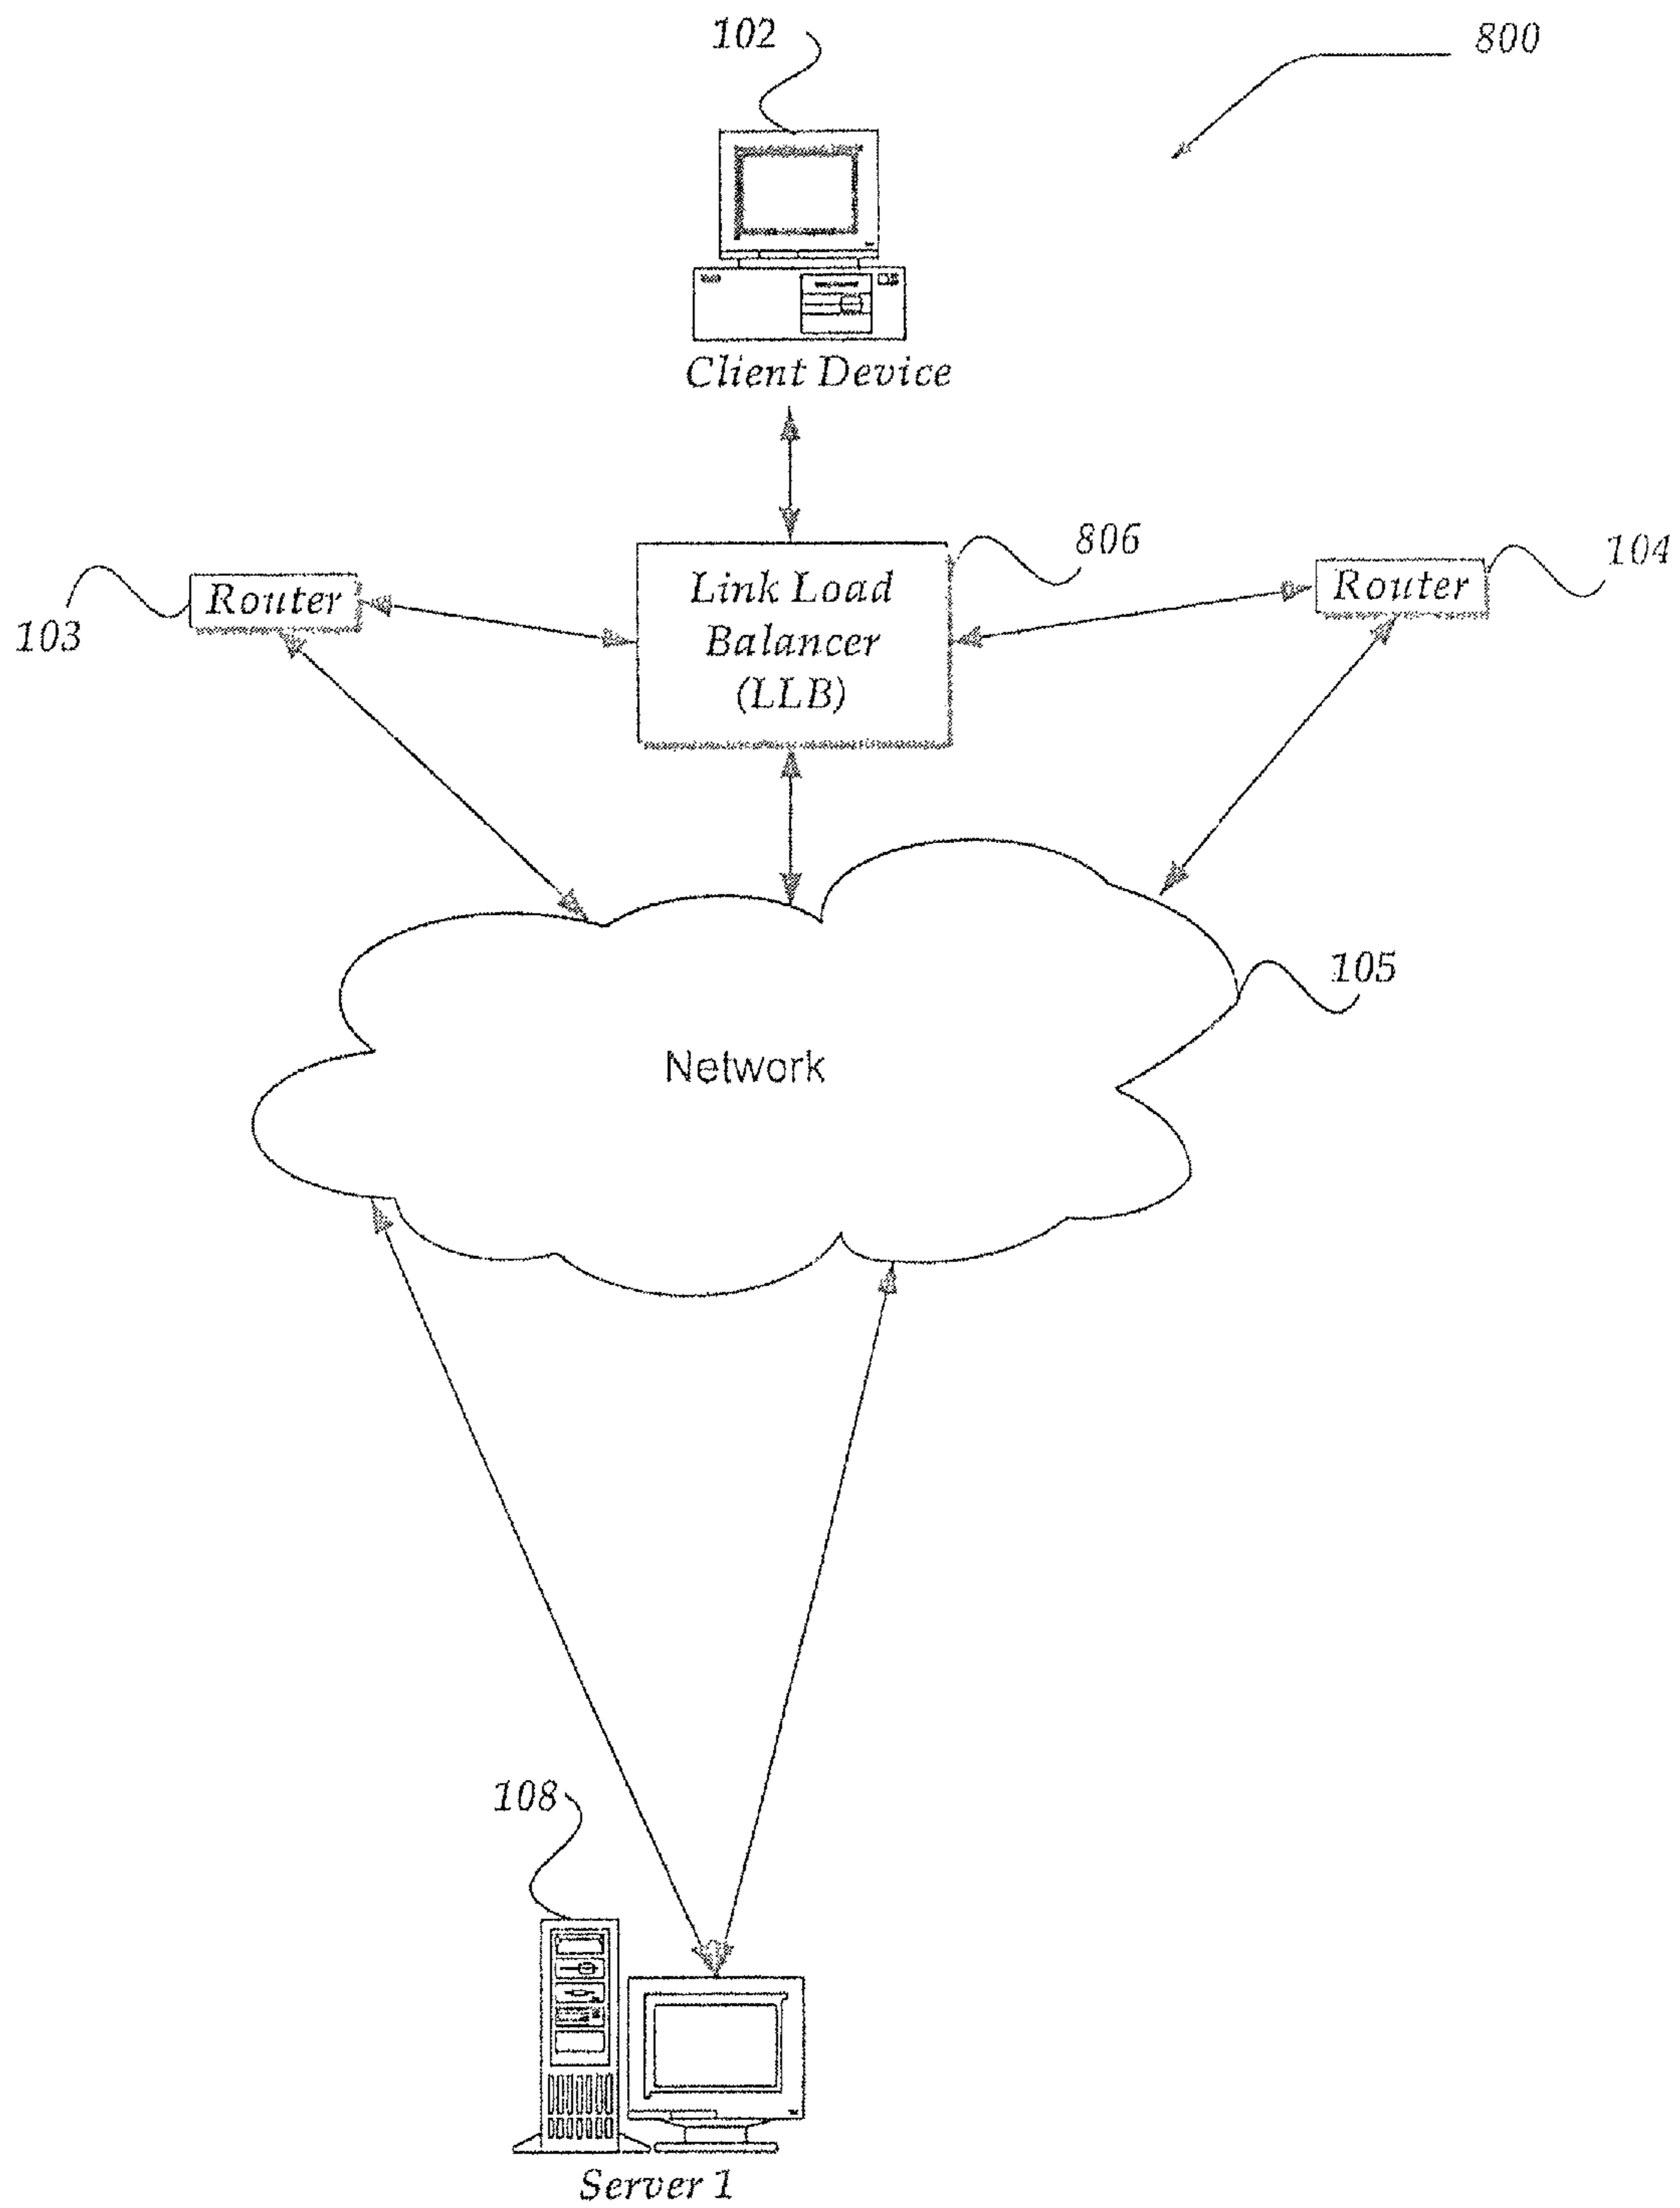 102
800
Client Device
806
104
Link Load
Balancer
(LLB)
Router
Router
103
105
Network
108
Server 1